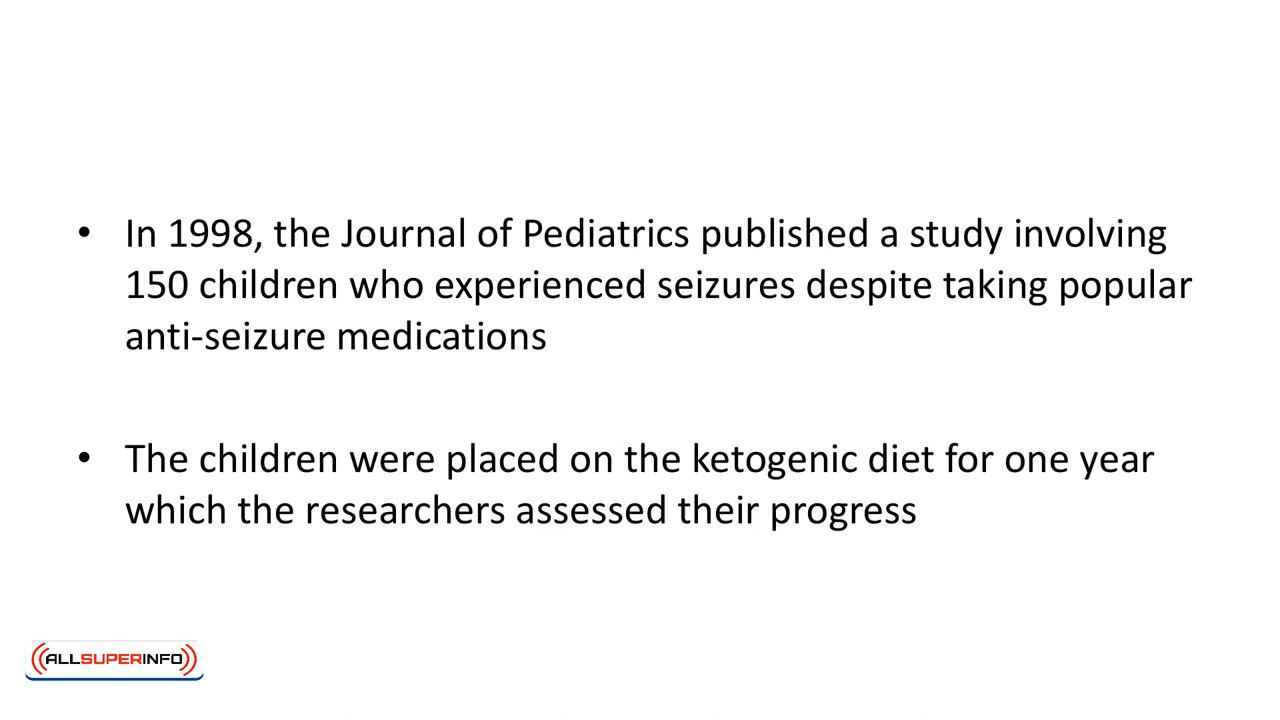 • In 1998, the Journal of Pediatrics published a study involving
150 children who experienced seizures despite taking popular
anti-seizure medications
• The children were placed on the ketogenic diet for one year
which the researchers assessed their progress
ALLSUPERINFO